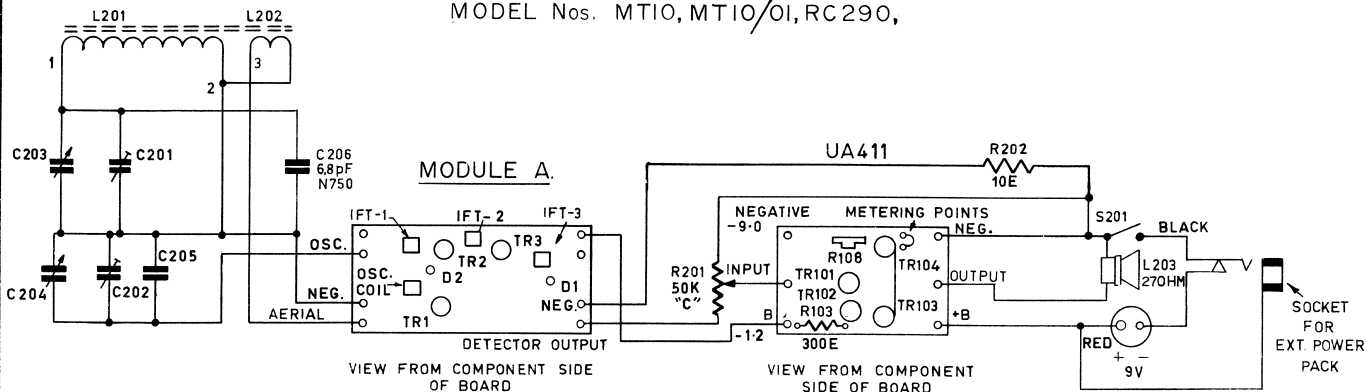 MODEL Nos. MT10, MT10/01, RC290,
L201
L202
1
2
3
C203
C201
C206
6,8pF
N750
C204
C202
C205
MODULE A.
IFT-1
IFT-2
IFT-3
OSC.
TR2
TR3
D2
OSC.
COIL
D1
NEG.
NEG.
AERIAL
TR1
DETECTOR OUTPUT
VIEW FROM COMPONENT SIDE
OF BOARD
UA411
R202
10E
NEGATIVE
-9.0
METERING POINTS
NEG.
S201
BLACK
R108
TR104
R201
50K
"C"
INPUT
TR101
TR102
R103
300E
OUTPUT
TR103
L203
270HM
B
-1.2
+B
RED
+ -
9V
SOCKET
FOR
EXT. POWER
PACK
VIEW FROM COMPONENT
SIDE OF BOARD